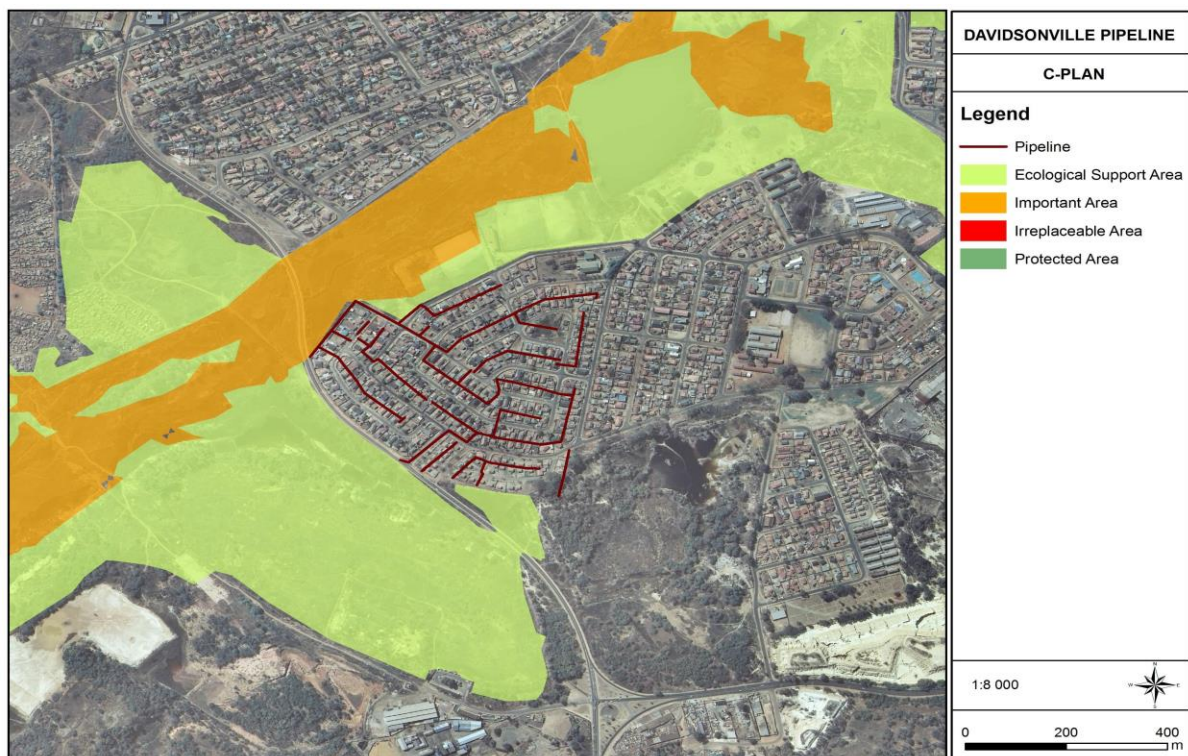 DAVIDSONVILLE PIPELINE
C-PLAN
Legend
Pipeline
Ecological Support Area
Important Area
Irreplaceable Area
Protected Area
1:8 000
N
W
E
S
0 200 400
m